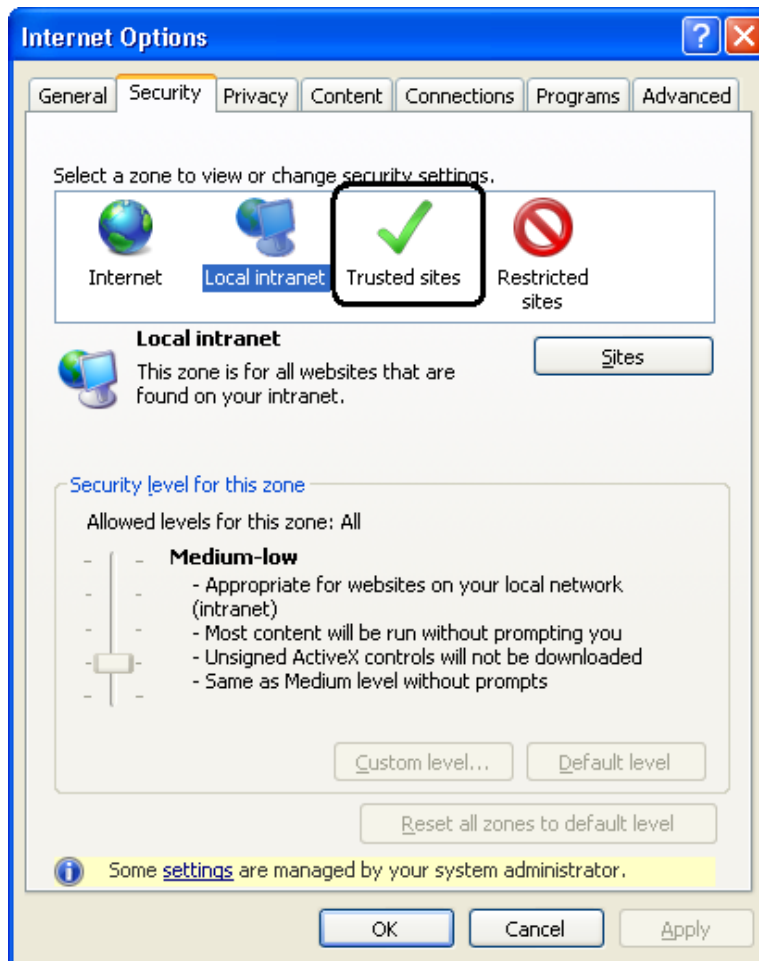 Internet Options
General Security Privacy Content Connections Programs Advanced
Select a zone to view or change security settings.
Internet Local intranet Trusted sites Restricted
sites
Local intranet
This zone is for all websites that are
found on your intranet.
Sites
Security level for this zone
Allowed levels for this zone: All
Medium-low
- Appropriate for websites on your local network
(intranet)
- Most content will be run without prompting you
- Unsigned ActiveX controls will not be downloaded
- Same as Medium level without prompts
Custom level... Default level
Reset all zones to default level
Some settings are managed by your system administrator.
OK Cancel Apply